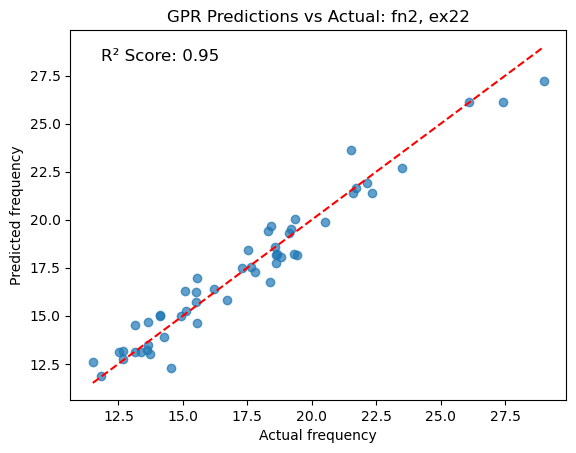 GPR Predictions vs Actual: fn2, ex22
R² Score: 0.95
Predicted frequency
27.5
25.0
22.5
20.0
17.5
15.0
12.5
12.5 15.0 17.5 20.0 22.5 25.0 27.5
Actual frequency